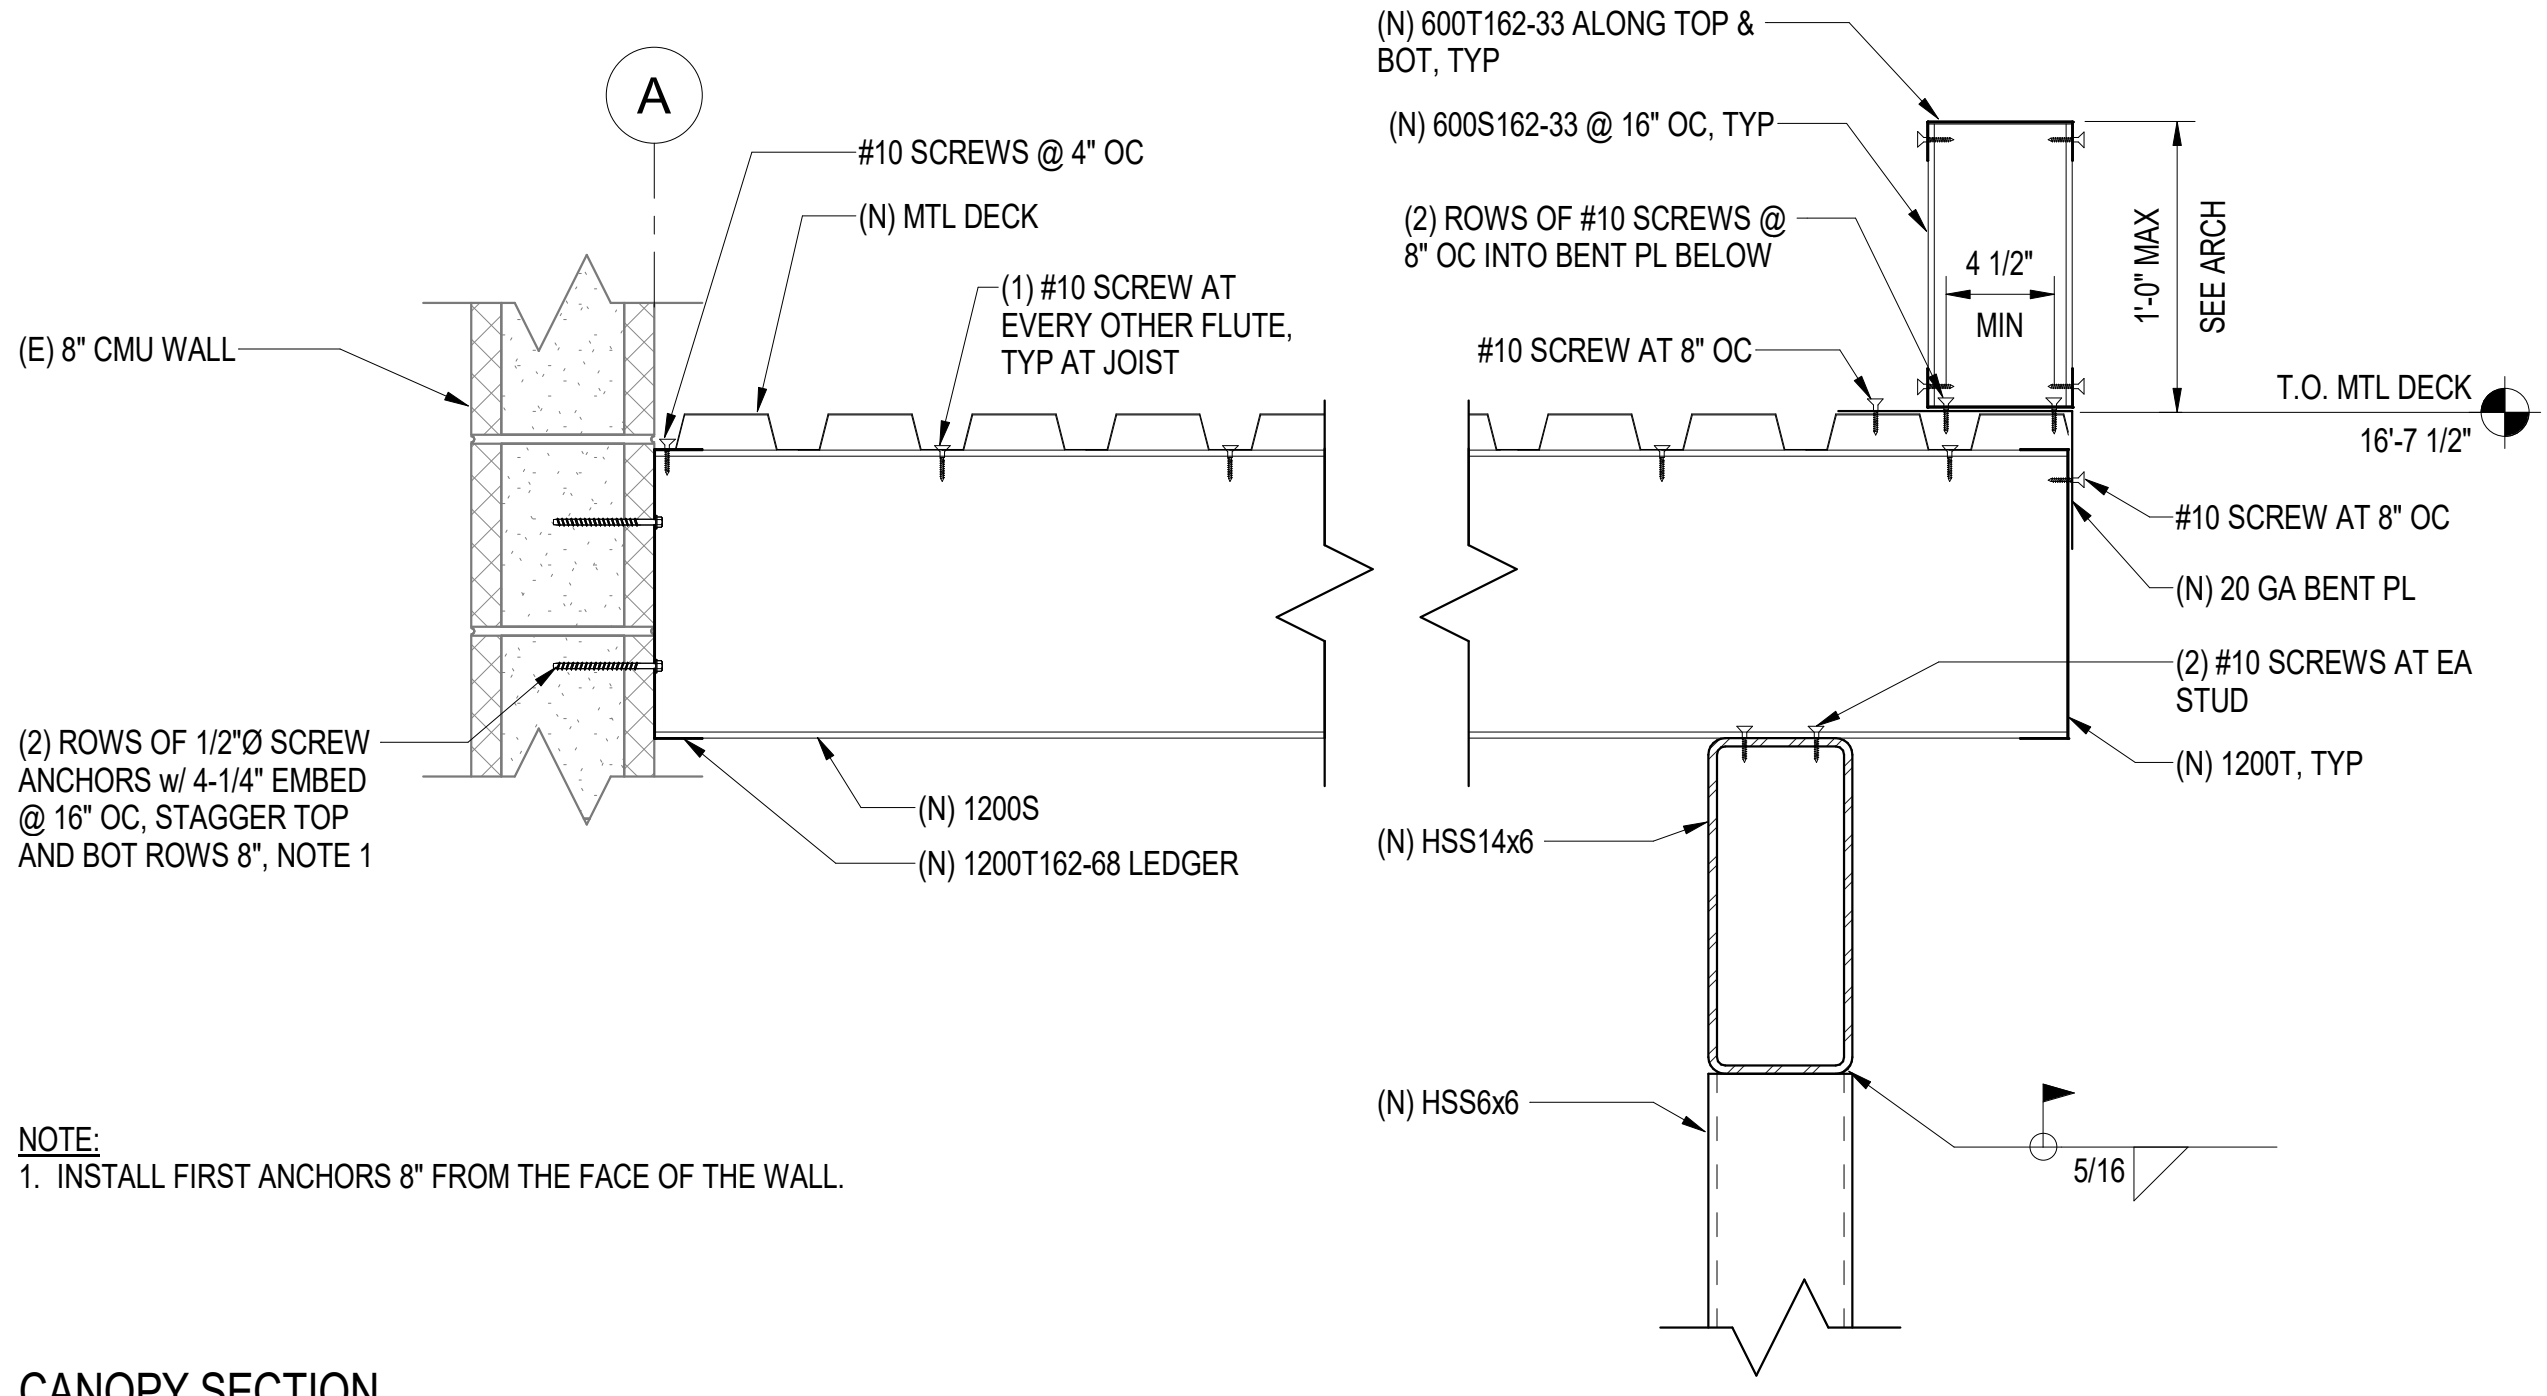 (N) 600T162-33 ALONG TOP &
BOT, TYP
A
(N) 600S162-33 @ 16" OC, TYP
#10 SCREWS @ 4" OC
(N) MTL DECK
(2) ROWS OF #10 SCREWS @
8" OC INTO BENT PL BELOW
4 1/2"
MIN
1'-0" MAX
SEE ARCH
(1) #10 SCREW AT
EVERY OTHER FLUTE,
TYP AT JOIST
(E) 8" CMU WALL
#10 SCREW AT 8" OC
T.O. MTL DECK
16'-7 1/2"
#10 SCREW AT 8" OC
(N) 20 GA BENT PL
(2) #10 SCREWS AT EA
STUD
(2) ROWS OF 1/2"Ø SCREW
ANCHORS w/ 4-1/4" EMBED
@ 16" OC, STAGGER TOP
AND BOT ROWS 8", NOTE 1
(N) 1200T, TYP
(N) 1200S
(N) 1200T162-68 LEDGER
(N) HSS14x6
(N) HSS6x6
5/16
NOTE:
1. INSTALL FIRST ANCHORS 8" FROM THE FACE OF THE WALL.
CANOPY SECTION